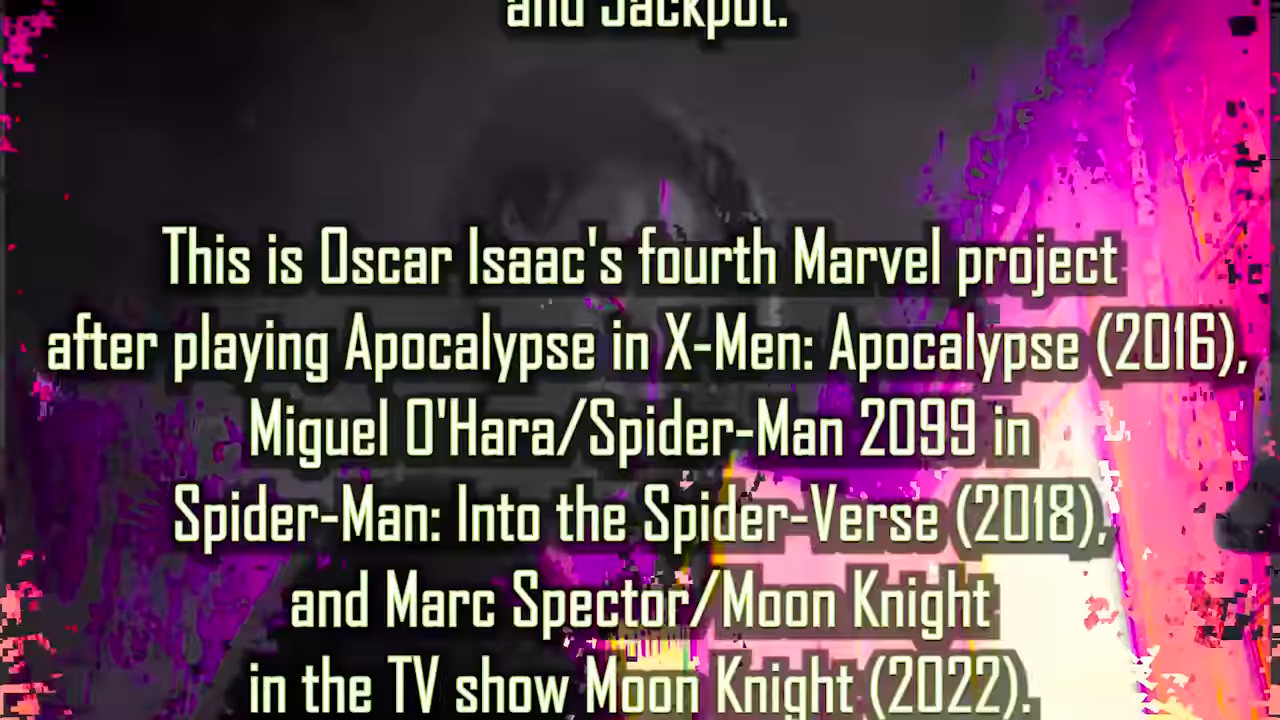 and Jackpot.
This is Oscar Isaac's fourth Marvel project
after playing Apocalypse in X-Men: Apocalypse (2016),
Miguel O'Hara/Spider-Man 2099 in
Spider-Man: Into the Spider-Verse (2018),
and Marc Spector/Moon Knight
in the TV show Moon Knight (2022).